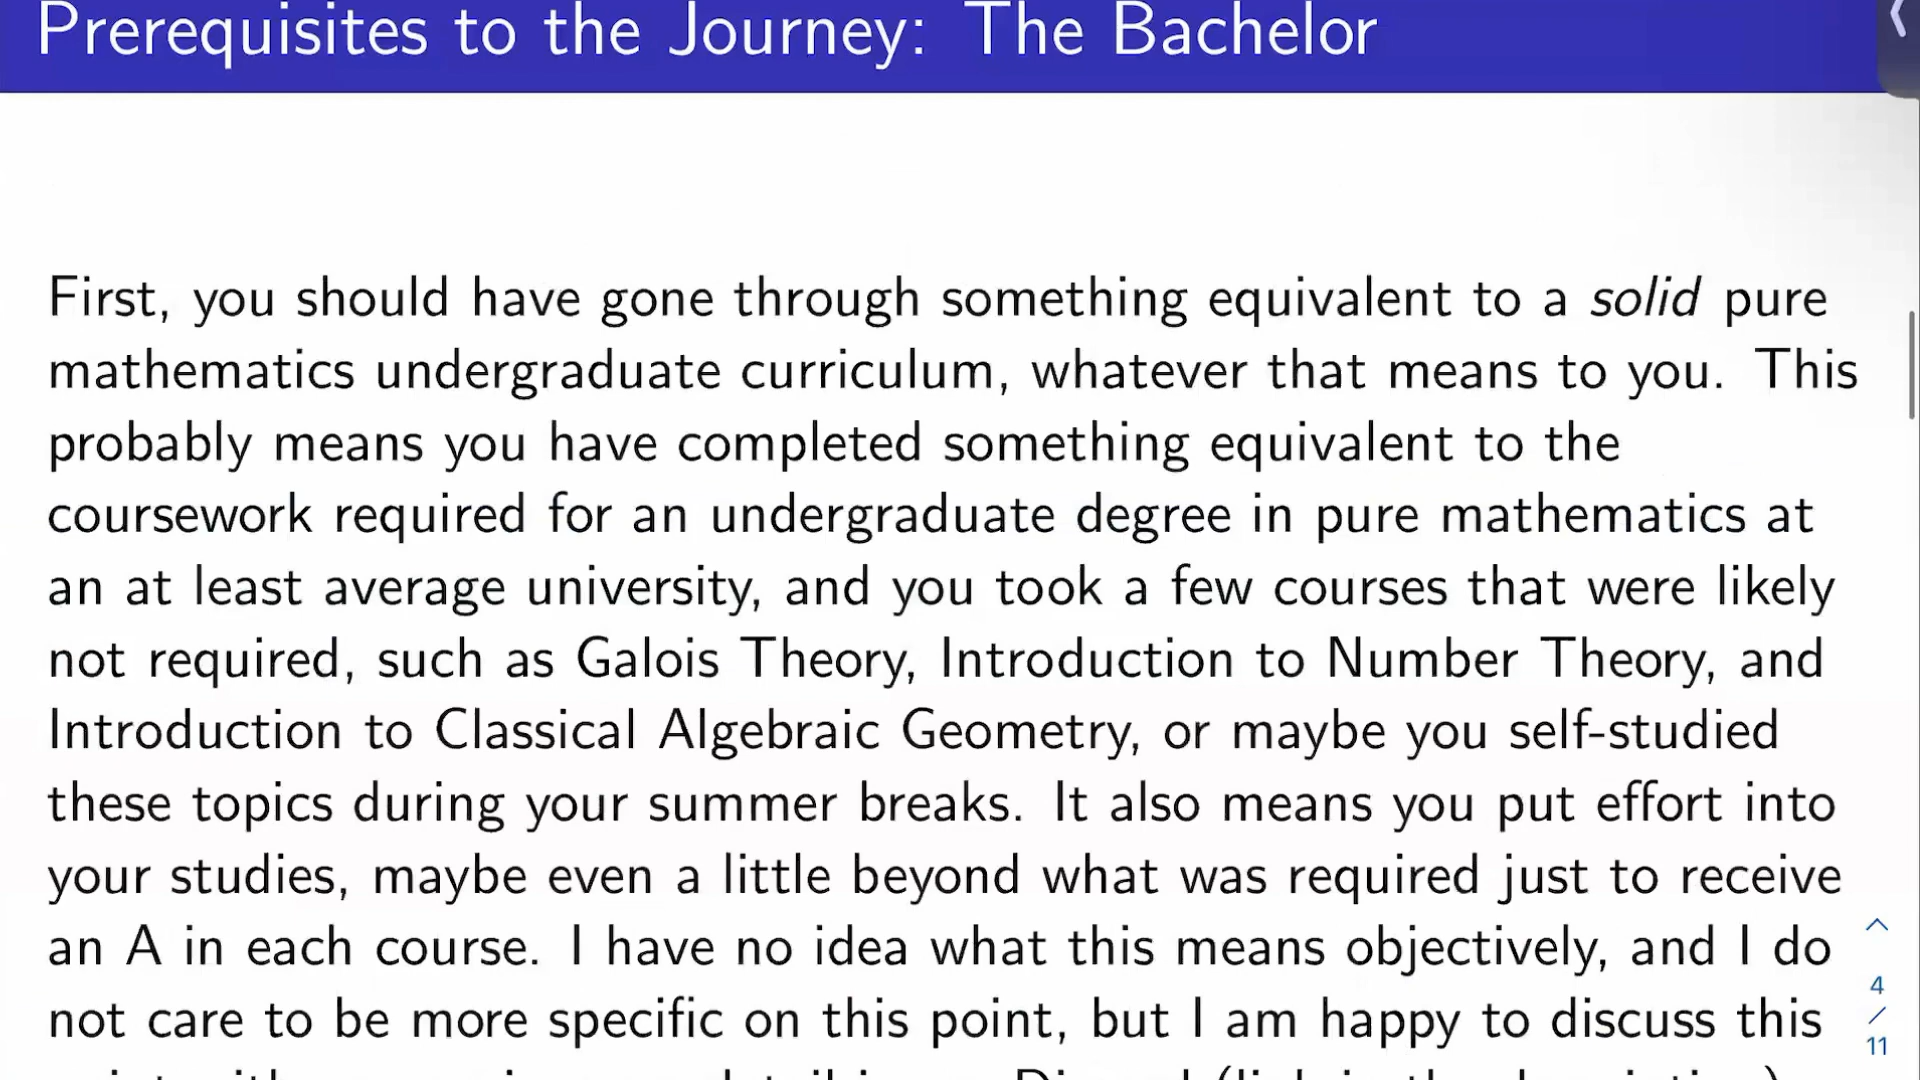 Prerequisites to the Journey: The Bachelor
First, you should have gone through something equivalent to a solid pure
mathematics undergraduate curriculum, whatever that means to you. This
probably means you have completed something equivalent to the
coursework required for an undergraduate degree in pure mathematics at
an at least average university, and you took a few courses that were likely
not required, such as Galois Theory, Introduction to Number Theory, and
Introduction to Classical Algebraic Geometry, or maybe you self-studied
these topics during your summer breaks. It also means you put effort into
your studies, maybe even a little beyond what was required just to receive
an A in each course. I have no idea what this means objectively, and I do
not care to be more specific on this point, but I am happy to discuss this
4
/
11